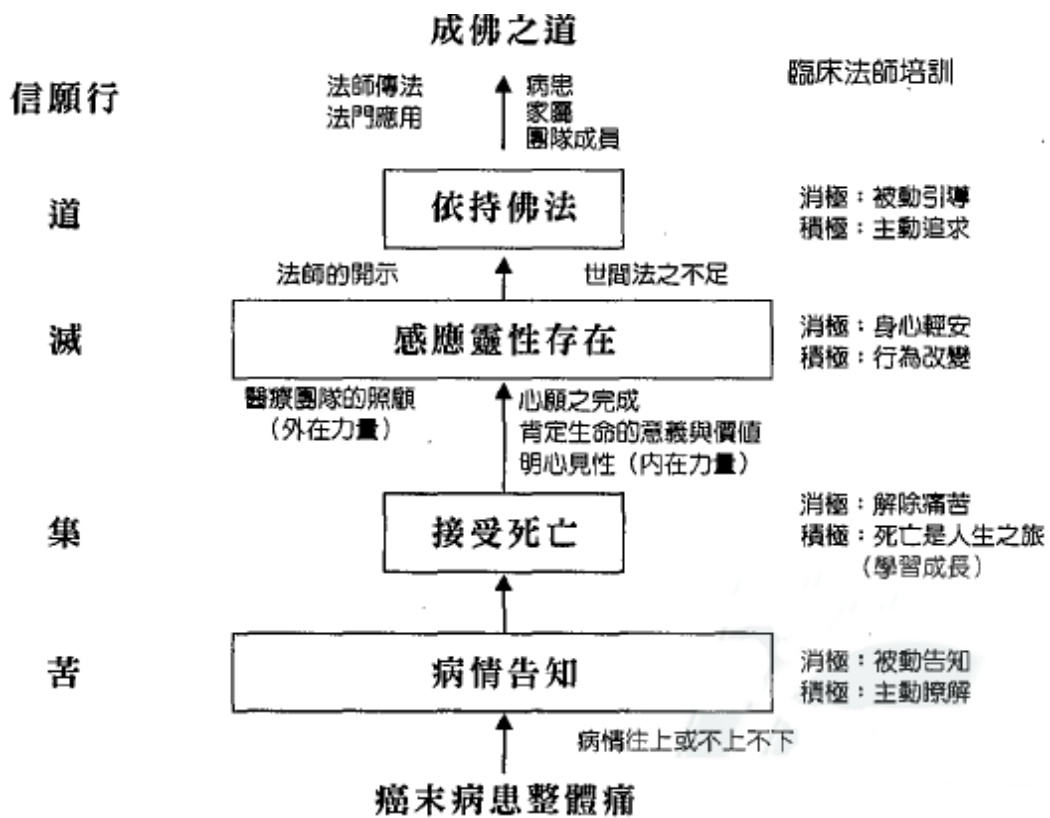 成佛之道
信願行
法師傳法
法門應用
病患
家屬
團隊成員
臨床法師培訓
道
依持佛法
消極：被動引導
積極：主動追求
法師的開示
世間法之不足
滅
感應靈性存在
消極：身心輕安
積極：行為改變
醫療團隊的照顧
（外在力量）
心願之完成
肯定生命的意義與價值
明心見性（內在力量）
集
接受死亡
消極：解除痛苦
積極：死亡是人生之旅
（學習成長）
苦
病情告知
消極：被動告知
積極：主動瞭解
病情往上或不上不下
癌末病患整體痛